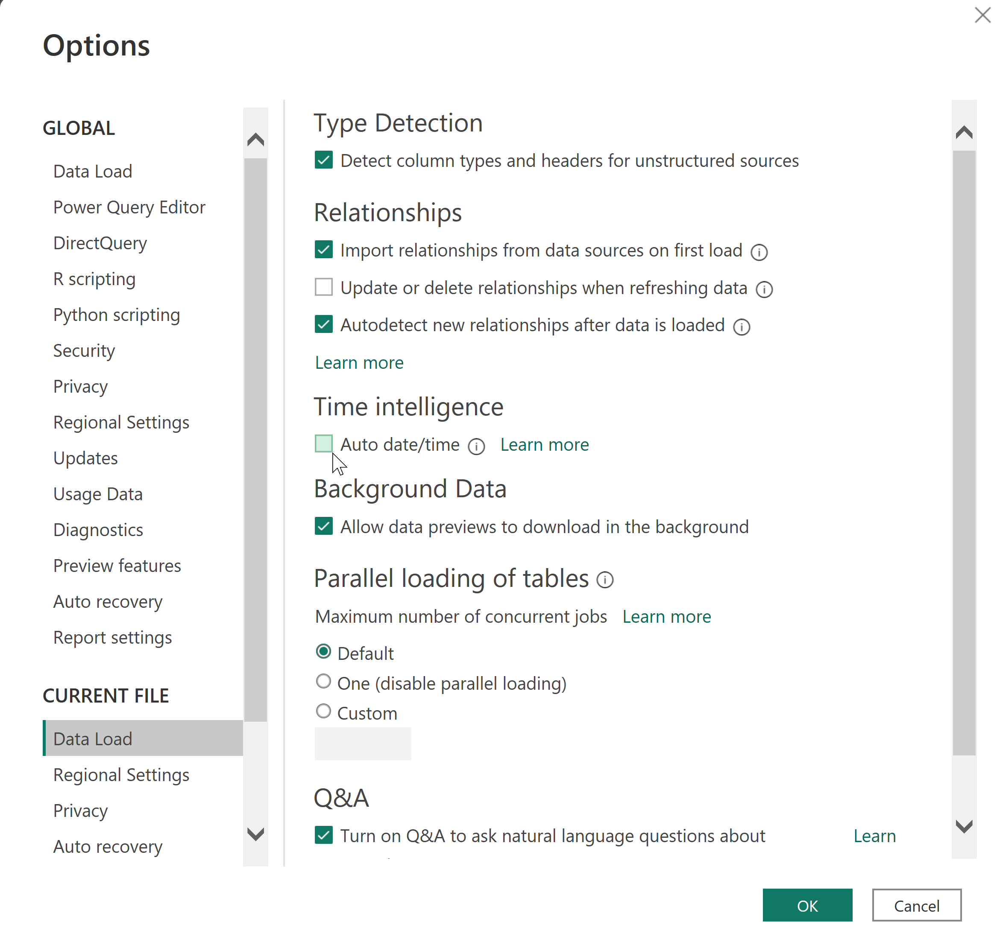 Options
GLOBAL
Data Load
Power Query Editor
DirectQuery
R scripting
Python scripting
Security
Privacy
Regional Settings
Updates
Usage Data
Diagnostics
Preview features
Auto recovery
Report settings
CURRENT FILE
Data Load
Regional Settings
Privacy
Auto recovery
Type Detection
Detect column types and headers for unstructured sources
Relationships
Import relationships from data sources on first load
Update or delete relationships when refreshing data
Autodetect new relationships after data is loaded
Learn more
Time intelligence
Auto date/time Learn more
Background Data
Allow data previews to download in the background
Parallel loading of tables
Maximum number of concurrent jobs Learn more
Default
One (disable parallel loading)
Custom
Q&A
Turn on Q&A to ask natural language questions about Learn
OK Cancel